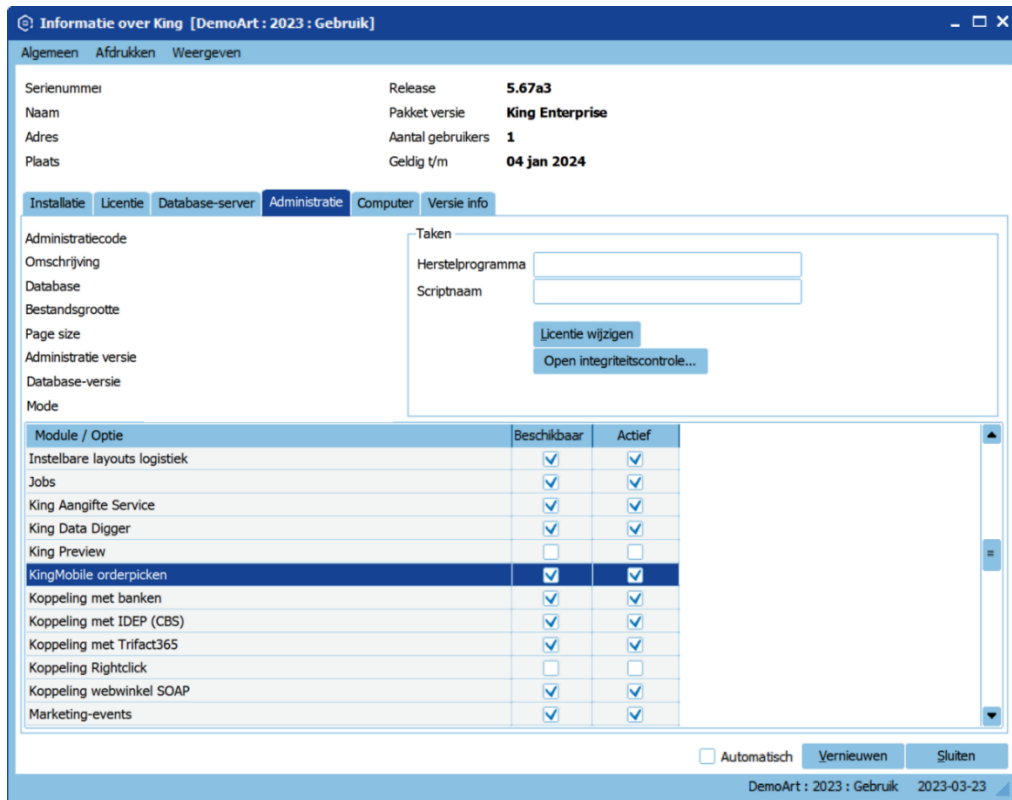 Informatie over King [DemoArt : 2023 : Gebruik]
Algemeen Afdrukken Weergeven
Serienummer Release 5.67a3
Naam Pakket versie King Enterprise
Adres Aantal gebruikers 1
Plaats Geldig t/m 04 jan 2024
Installatie Licentie Database-server Administratie Computer Versie info
Administratiecode
Omschrijving
Database
Bestandsgrootte
Page size
Administratie versie
Database-versie
Mode
Taken
Herstelprogramma
Scriptnaam
Licentie wijzigen
Open integriteitscontrole...
Module / Optie Beschikbaar Actief
Instelbare layouts logistiek
Jobs
King Aangifte Service
King Data Digger
King Preview
KingMobile orderpicken
Koppeling met banken
Koppeling met IDEP (CBS)
Koppeling met Trifact365
Koppeling Rightclick
Koppeling webwinkel SOAP
Marketing-events
Automatisch Vernieuwen Sluiten
DemoArt : 2023 : Gebruik 2023-03-23